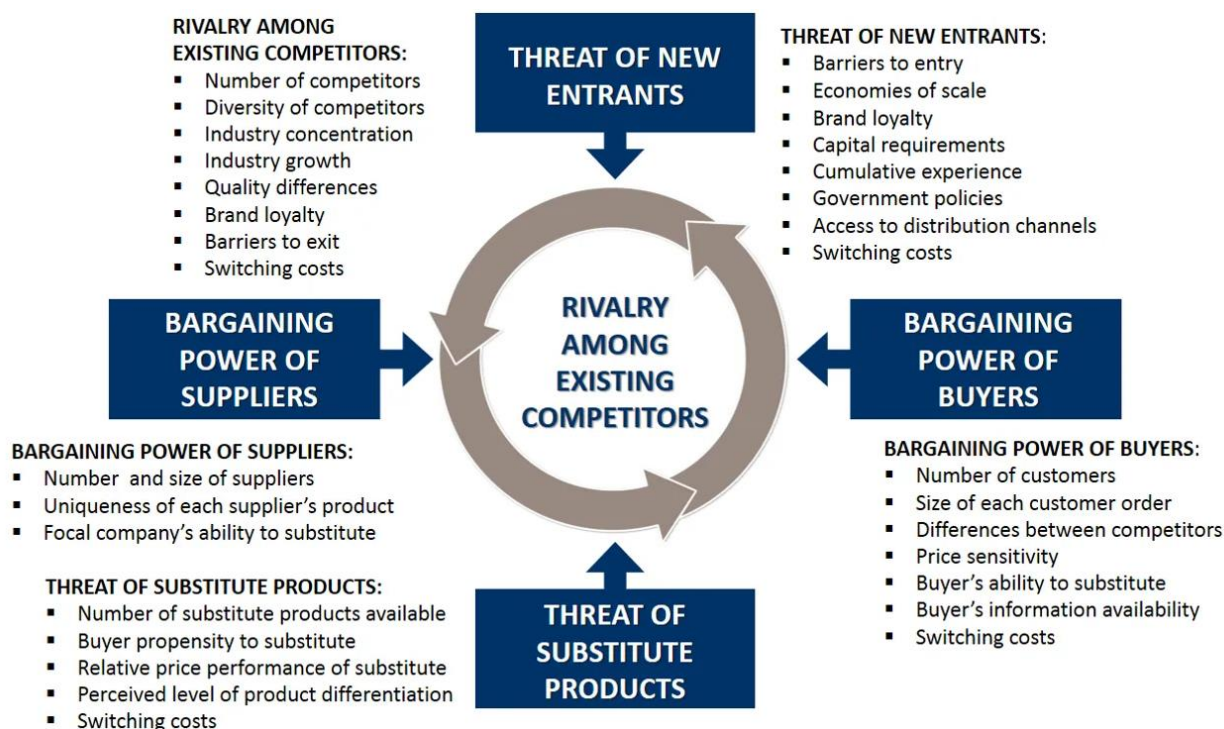 RIVALRY AMONG
EXISTING COMPETITORS:
▪ Number of competitors
▪ Diversity of competitors
▪ Industry concentration
▪ Industry growth
▪ Quality differences
▪ Brand loyalty
▪ Barriers to exit
▪ Switching costs
THREAT OF NEW
ENTRANTS
THREAT OF NEW ENTRANTS:
▪ Barriers to entry
▪ Economies of scale
▪ Brand loyalty
▪ Capital requirements
▪ Cumulative experience
▪ Government policies
▪ Access to distribution channels
▪ Switching costs
BARGAINING
POWER OF
SUPPLIERS
RIVALRY
AMONG
EXISTING
COMPETITORS
BARGAINING
POWER OF
BUYERS
BARGAINING POWER OF SUPPLIERS:
▪ Number and size of suppliers
▪ Uniqueness of each supplier’s product
▪ Focal company’s ability to substitute
BARGAINING POWER OF BUYERS:
▪ Number of customers
▪ Size of each customer order
▪ Differences between competitors
▪ Price sensitivity
▪ Buyer’s ability to substitute
▪ Buyer’s information availability
▪ Switching costs
THREAT OF SUBSTITUTE PRODUCTS:
▪ Number of substitute products available
▪ Buyer propensity to substitute
▪ Relative price performance of substitute
▪ Perceived level of product differentiation
▪ Switching costs
THREAT OF
SUBSTITUTE
PRODUCTS